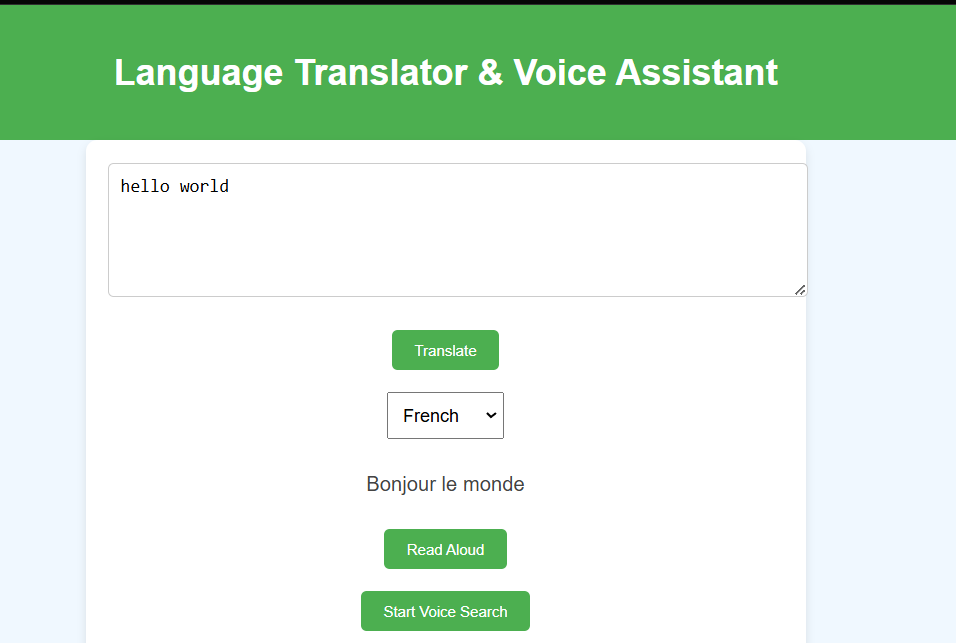 Language Translator & Voice Assistant
hello world
Translate
French
Bonjour le monde
Read Aloud
Start Voice Search